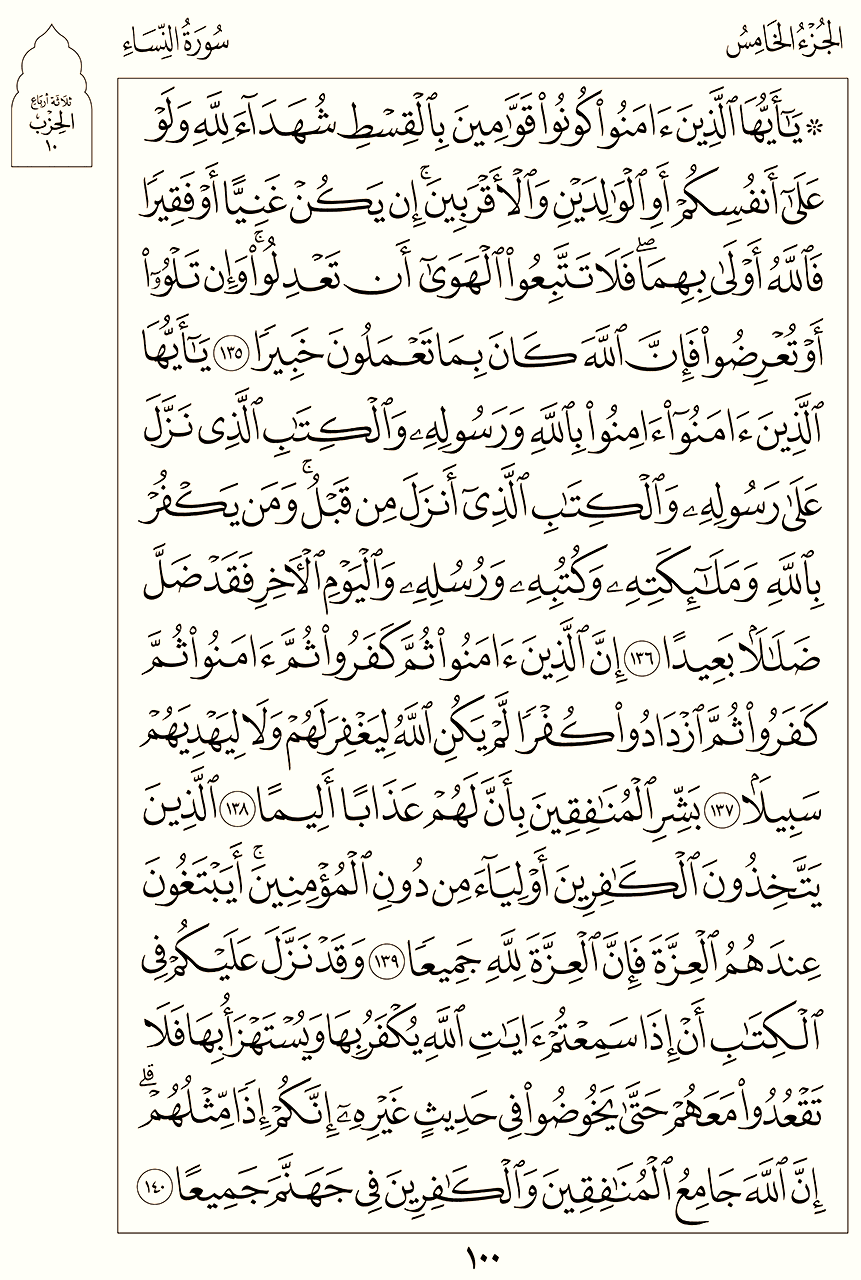 الجُزْءُ الخَامِسُ
سُورَةُ النِّسَاءِ
ثلاثة أرباع
الحِزْب
١٠
۞ يَٰٓأَيُّهَا ٱلَّذِينَ ءَامَنُوا۟ كُونُوا۟ قَوَّٰمِينَ بِٱلْقِسْطِ شُهَدَآءَ لِلَّهِ وَلَوْ
عَلَىٰٓ أَنفُسِكُمْ أَوِ ٱلْوَٰلِدَيْنِ وَٱلْأَقْرَبِينَ ۚ إِن يَكُنْ غَنِيًّا أَوْ فَقِيرًا
فَٱللَّهُ أَوْلَىٰ بِهِمَا ۖ فَلَا تَتَّبِعُوا۟ ٱلْهَوَىٰٓ أَن تَعْدِلُوا۟ ۚ وَإِن تَلْوُۥٓا۟
أَوْ تُعْرِضُوا۟ فَإِنَّ ٱللَّهَ كَانَ بِمَا تَعْمَلُونَ خَبِيرًا ١٣٥ يَٰٓأَيُّهَا
ٱلَّذِينَ ءَامَنُوٓا۟ ءَامِنُوا۟ بِٱللَّهِ وَرَسُولِهِۦ وَٱلْكِتَٰبِ ٱلَّذِى نَزَّلَ
عَلَىٰ رَسُولِهِۦ وَٱلْكِتَٰبِ ٱلَّذِىٓ أَنزَلَ مِن قَبْلُ ۚ وَمَن يَكْفُرْ
بِٱللَّهِ وَمَلَٰٓئِكَتِهِۦ وَكُتُبِهِۦ وَرُسُلِهِۦ وَٱلْيَوْمِ ٱلْءَاخِرِ فَقَدْ ضَلَّ
ضَلَٰلًۢا بَعِيدًا ١٣٦ إِنَّ ٱلَّذِينَ ءَامَنُوا۟ ثُمَّ كَفَرُوا۟ ثُمَّ ءَامَنُوا۟ ثُمَّ
كَفَرُوا۟ ثُمَّ ٱزْدَادُوا۟ كُفْرًا لَّمْ يَكُنِ ٱللَّهُ لِيَغْفِرَ لَهُمْ وَلَا لِيَهْدِيَهُمْ
سَبِيلًۢا ١٣٧ بَشِّرِ ٱلْمُنَٰفِقِينَ بِأَنَّ لَهُمْ عَذَابًا أَلِيمًا ١٣٨ ٱلَّذِينَ
يَتَّخِذُونَ ٱلْكَٰفِرِينَ أَوْلِيَآءَ مِن دُونِ ٱلْمُؤْمِنِينَ ۚ أَيَبْتَغُونَ
عِندَهُمُ ٱلْعِزَّةَ فَإِنَّ ٱلْعِزَّةَ لِلَّهِ جَمِيعًا ١٣٩ وَقَدْ نَزَّلَ عَلَيْكُمْ فِى
ٱلْكِتَٰبِ أَنْ إِذَا سَمِعْتُمْ ءَايَٰتِ ٱللَّهِ يُكْفَرُ بِهَا وَيُسْتَهْزَأُ بِهَا فَلَا
تَقْعُدُوا۟ مَعَهُمْ حَتَّىٰ يَخُوضُوا۟ فِى حَدِيثٍ غَيْرِهِۦٓ ۚ إِنَّكُمْ إِذًا مِّثْلُهُمْ ۗ
إِنَّ ٱللَّهَ جَامِعُ ٱلْمُنَٰفِقِينَ وَٱلْكَٰفِرِينَ فِى جَهَنَّمَ جَمِيعًا ١٤٠
١٠٠